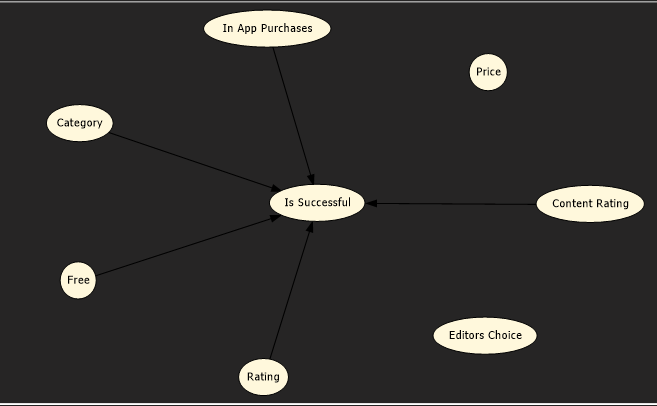 In App Purchases
Price
Category
Is Successful
Content Rating
Free
Editors Choice
Rating